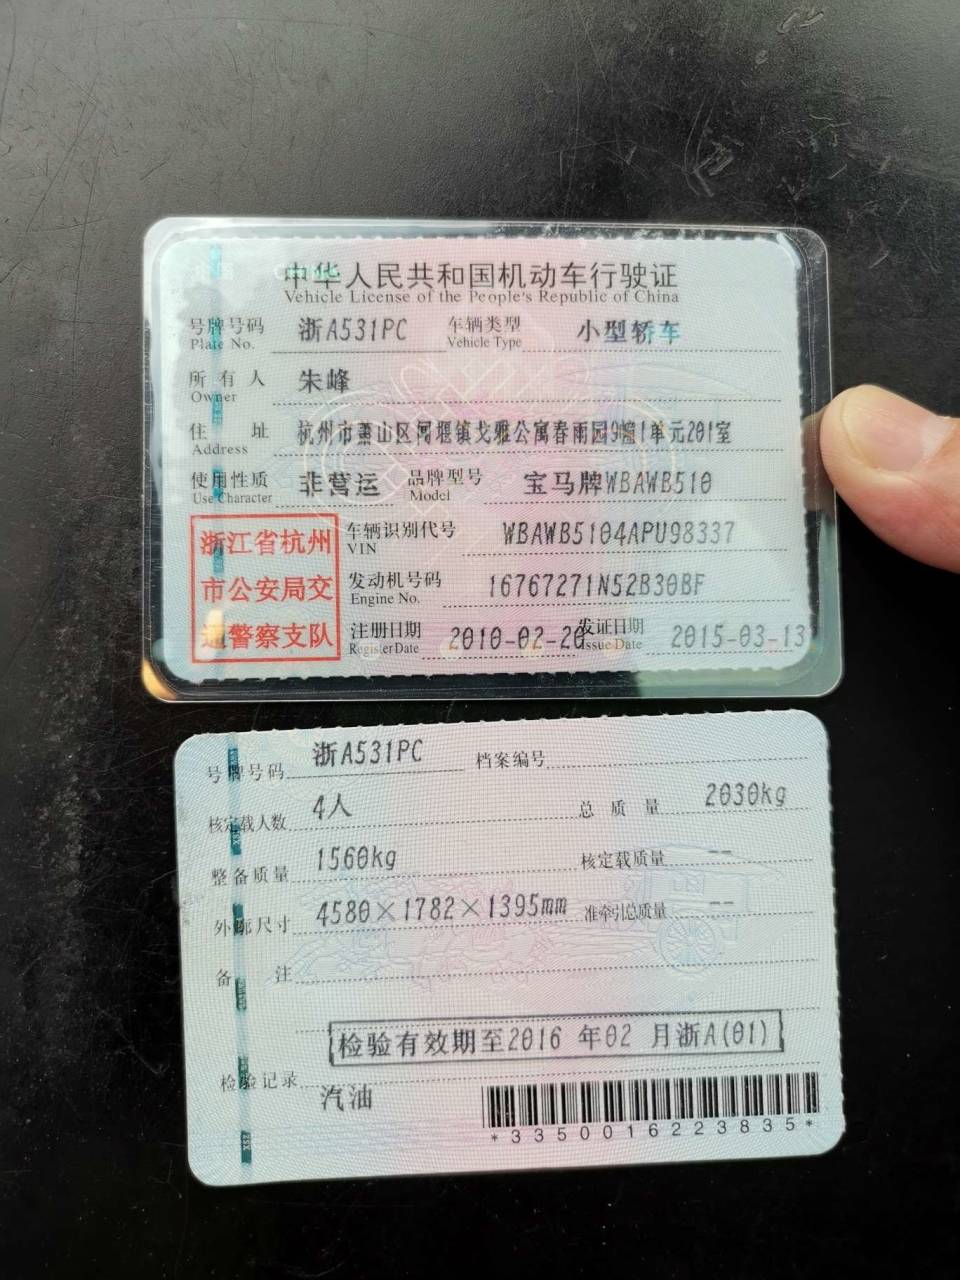 中华人民共和国机动车行驶证
Vehicle License of the People's Republic of China
号牌号码 浙A531PC 车辆类型 小型轿车
Plate No. Vehicle Type
所有人 朱峰
Owner
住址 杭州市萧山区闻堰镇戈雅公寓春雨园9幢1单元201室
Address
使用性质 非营运 品牌型号 宝马牌WBAWB510
Use Character Model
浙江省杭州 车辆识别代号 WBAWB5104APU98337
VIN
市公安局交 发动机号码 16767271N52B30BF
Engine No.
通警察支队 注册日期 2010-02-20 发证日期 2015-03-13
Register Date Issue Date
号牌号码 浙A531PC 档案编号
核定载人数 4人 总质量 2030kg
整备质量 1560kg 核定载质量 --
外部尺寸 4580×1782×1395mm 准牵引总质量 --
备注
检验有效期至2016 年02 月浙A(01)
检验记录
汽油
*3350016223835*